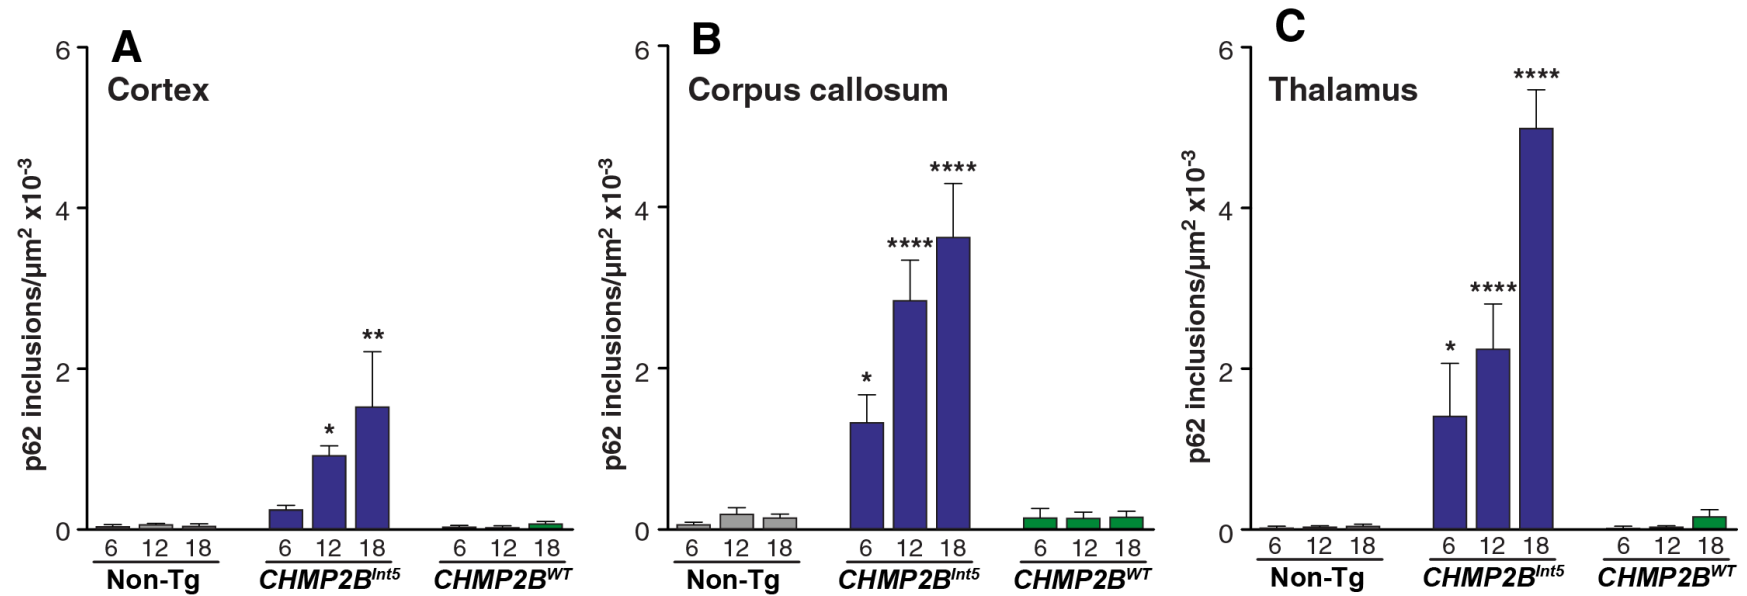 A
Cortex
p62 inclusions/µm² x10⁻³
6
4
2
0
*
**
6 12 18 6 12 18 6 12 18
Non-Tg CHMP2B^Int5 CHMP2B^WT
B
Corpus callosum
p62 inclusions/µm² x10⁻³
6
4
2
0
*
****
****
6 12 18 6 12 18 6 12 18
Non-Tg CHMP2B^Int5 CHMP2B^WT
C
Thalamus
p62 inclusions/µm² x10⁻³
6
4
2
0
*
****
****
6 12 18 6 12 18 6 12 18
Non-Tg CHMP2B^Int5 CHMP2B^WT